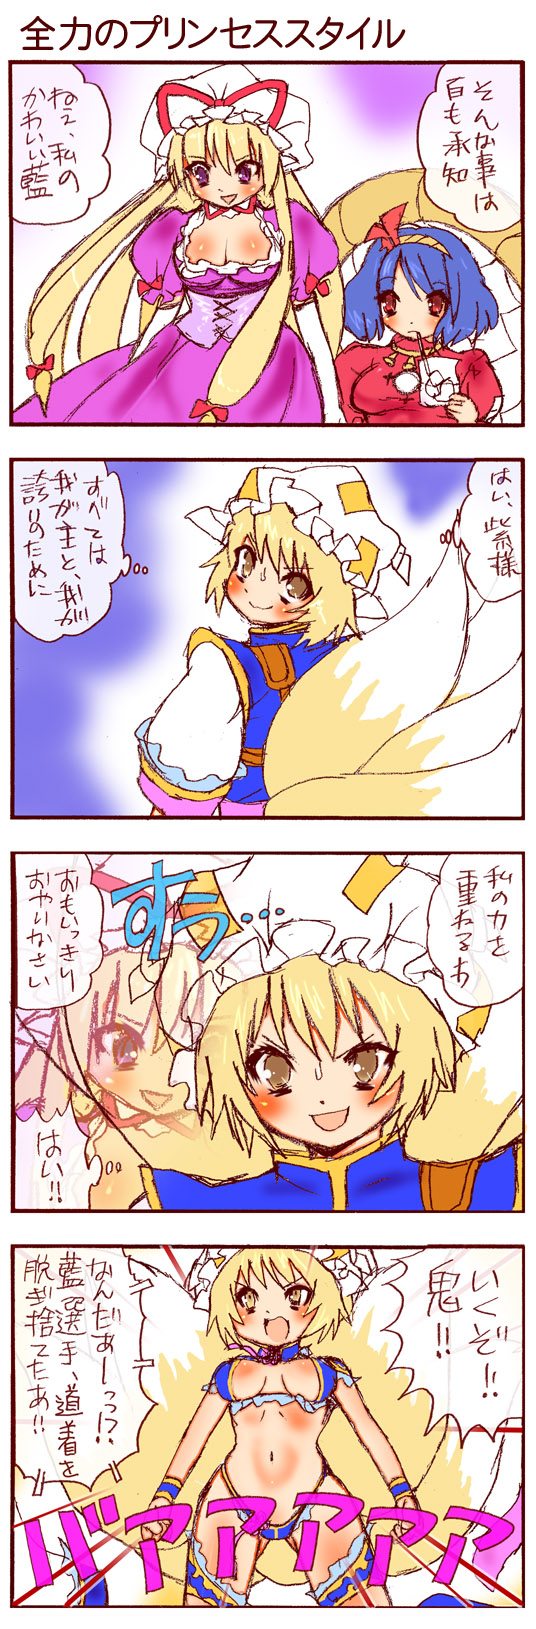 全力のプリンセススタイル
そんな事は
百も承知
ねえ、私の
かわいい藍
はい、紫様
すべては
我が主と、我が
誇りのために
私の力を
重ねるわ
すうっ…
おもいっきり
おやりなさい
はい!!
いくぞ!!
鬼!!
なんだあーっっ!?
藍選手、道着を
脱ぎ捨てたあ!!
バアアアアア